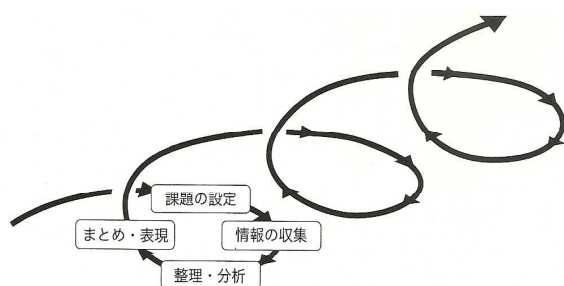 課題の設定
まとめ・表現
情報の収集
整理・分析